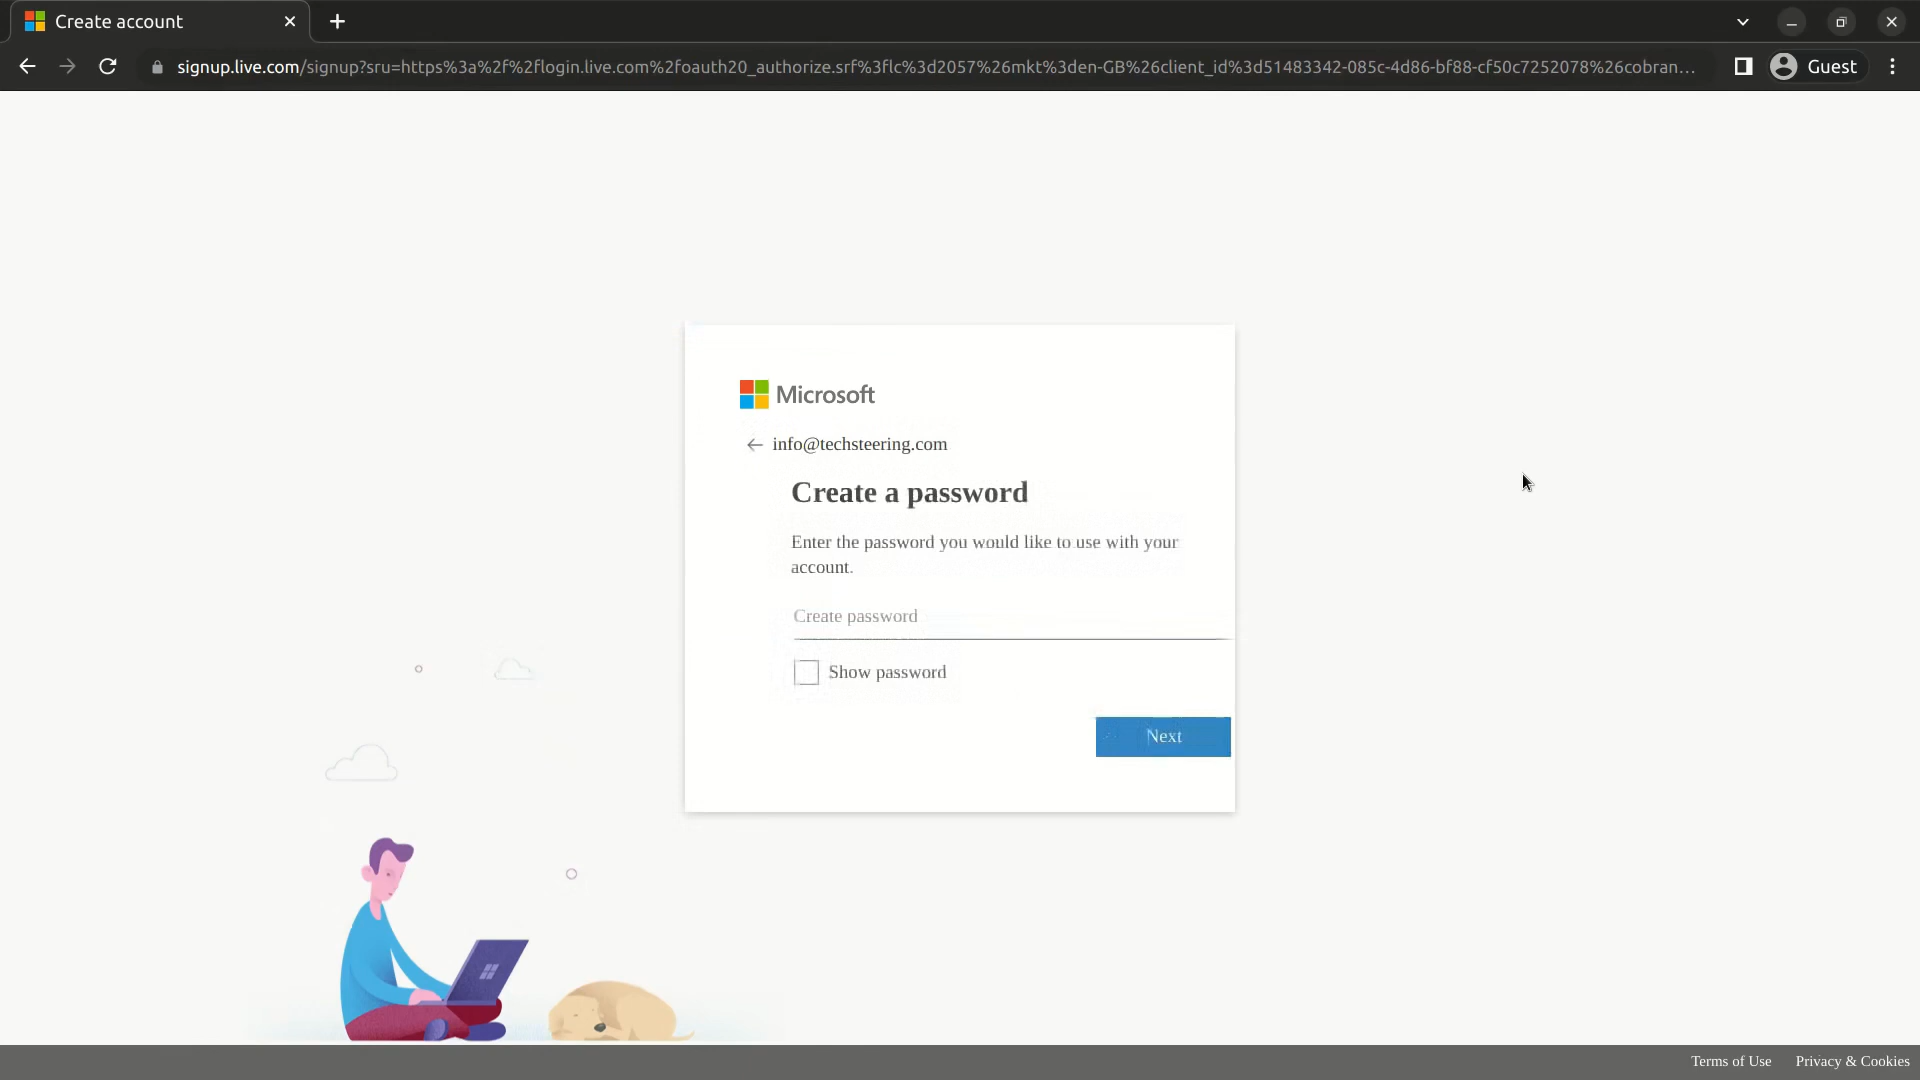 Create account
signup.live.com/signup?sru=https%3a%2f%2flogin.live.com%2foauth20_authorize.srf%3flc%3d2057%26mkt%3den-GB%26client_id%3d51483342-085c-4d86-bf88-cf50c7252078%26cobran...
Guest
Microsoft
info@techsteering.com
Create a password
Enter the password you would like to use with your
account.
Create password
Show password
Next
Terms of Use Privacy & Cookies